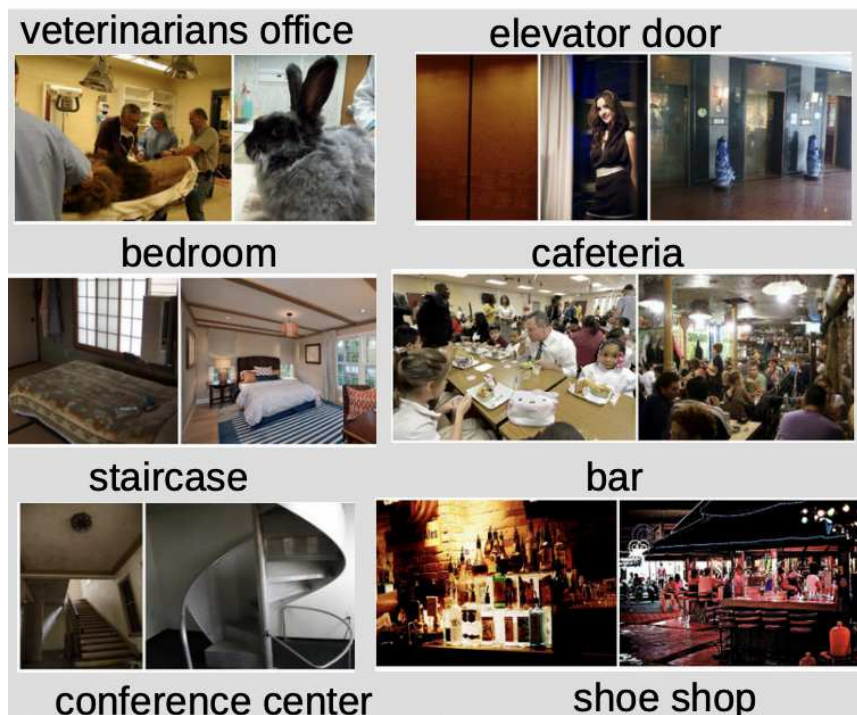 veterinarians office
elevator door
bedroom
cafeteria
staircase
bar
conference center
shoe shop